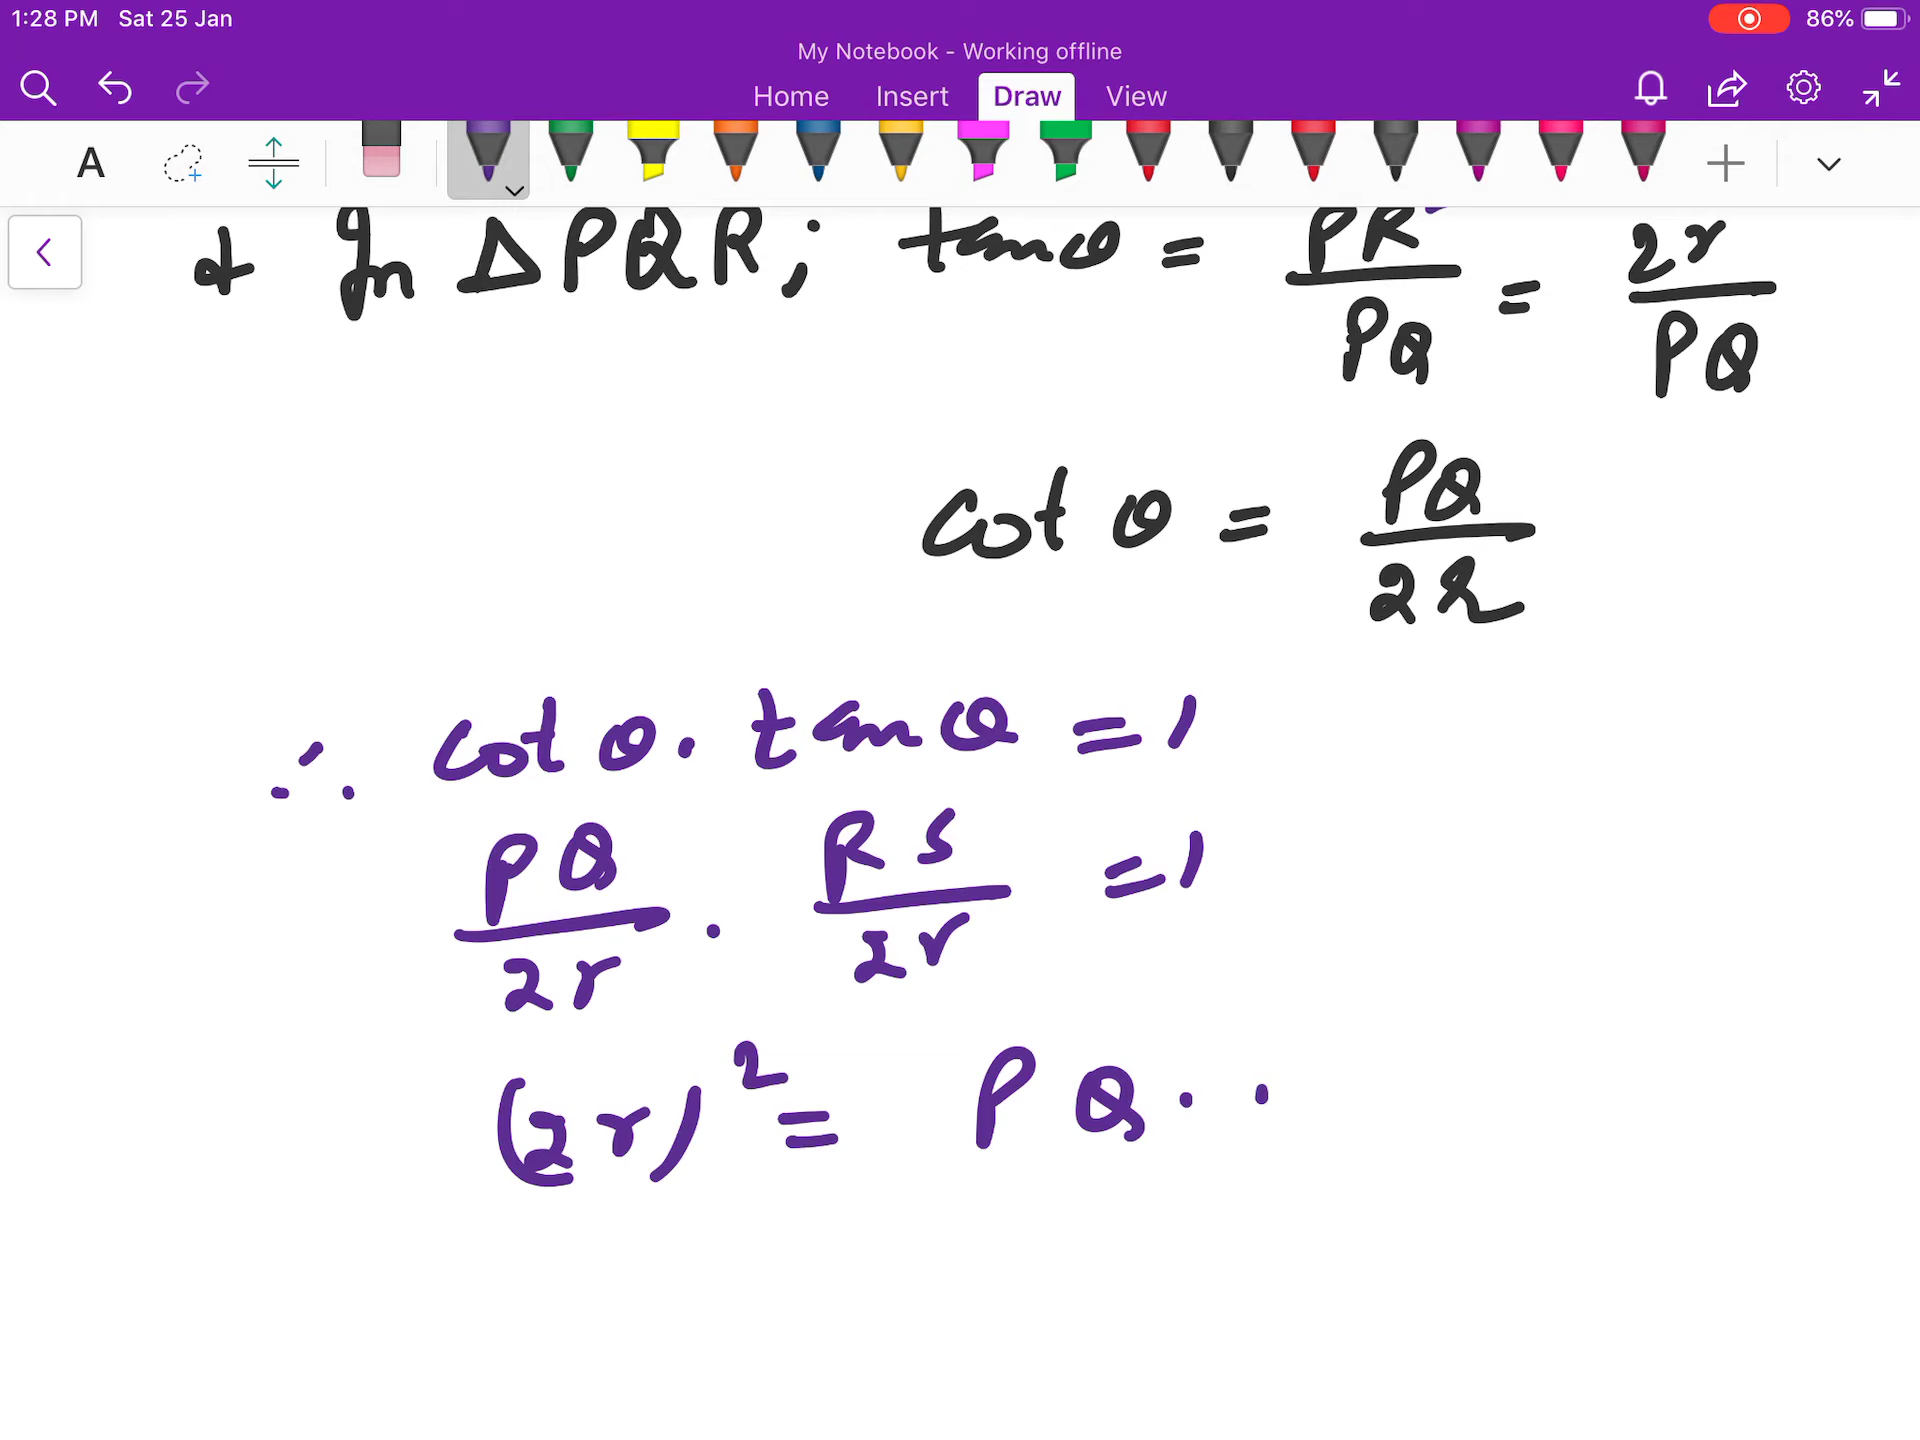 1:28 PM Sat 25 Jan 86%
My Notebook - Working offline
Home Insert Draw View
A
& In ΔPQR; tanθ = PR/PQ = 2r/PQ
cot θ = PQ/2r
∴ cot θ . tan θ = 1
PQ/2r . RS/2r = 1
(2r)² = PQ . .